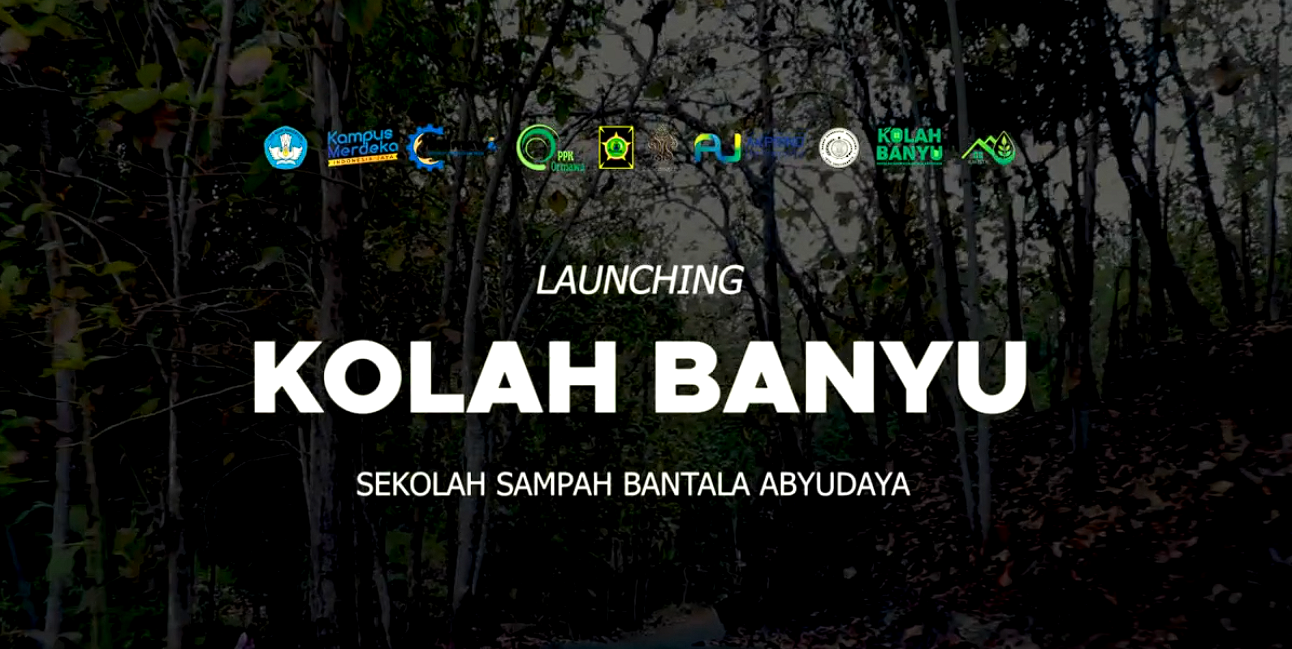 Kampus
Merdeka
INDONESIA JAYA
PPK
Ormawa
KOLAH
BANYU
LAUNCHING
KOLAH BANYU
SEKOLAH SAMPAH BANTALA ABYUDAYA